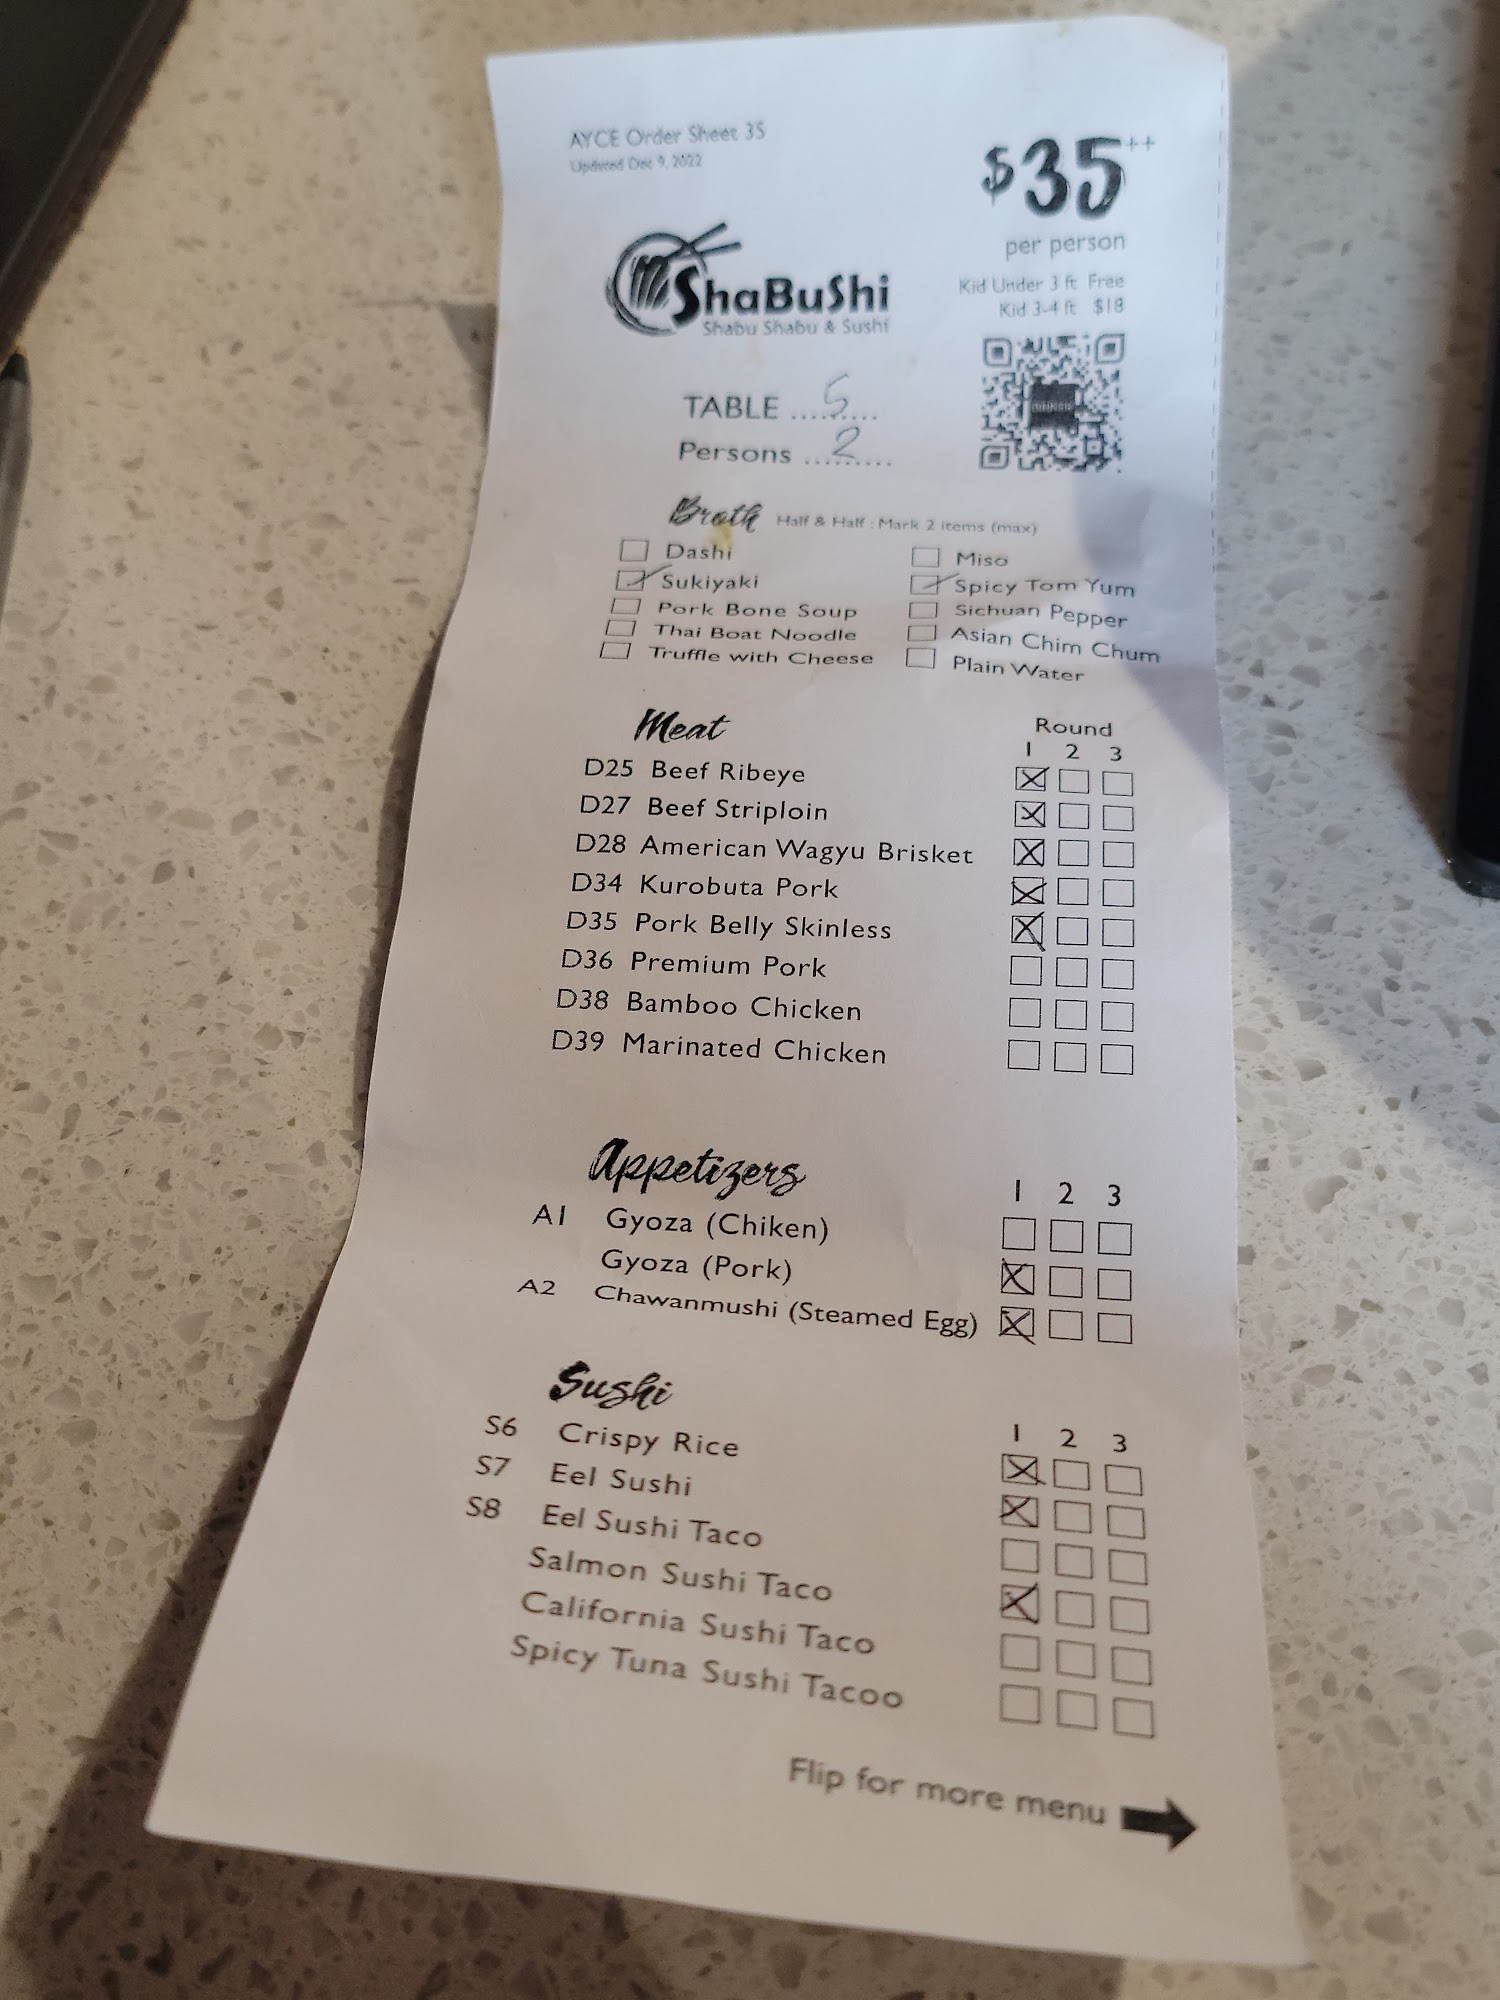 AYCE Order Sheet 35
Updated Dec 9, 2022
$35++
per person
Kid Under 3 ft Free
Kid 3-4 ft $18
ShaBuShi
Shabu Shabu & Sushi
TABLE ......... 5
Persons ......... 2
Broth Half & Half : Mark 2 items (max)
Dashi Miso
Sukiyaki Spicy Tom Yum
Pork Bone Soup Sichuan Pepper
Thai Boat Noodle Asian Chim Chum
Truffle with Cheese Plain Water
Meat Round
1 2 3
D25 Beef Ribeye
D27 Beef Striploin
D28 American Wagyu Brisket
D34 Kurobuta Pork
D35 Pork Belly Skinless
D36 Premium Pork
D38 Bamboo Chicken
D39 Marinated Chicken
Appetizers 1 2 3
A1 Gyoza (Chiken)
Gyoza (Pork)
A2 Chawanmushi (Steamed Egg)
Sushi 1 2 3
S6 Crispy Rice
S7 Eel Sushi
S8 Eel Sushi Taco
Salmon Sushi Taco
California Sushi Taco
Spicy Tuna Sushi Tacoo
Flip for more menu